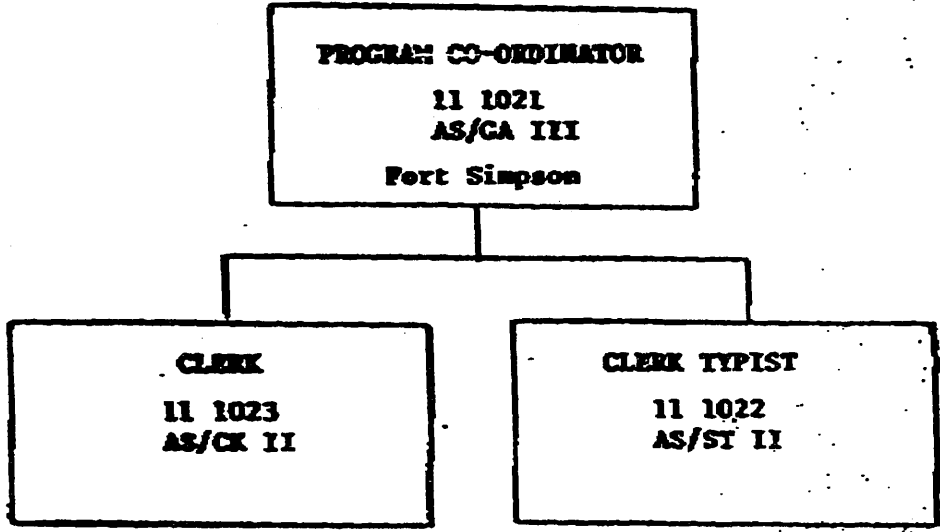 PROGRAM CO-ORDINATOR
11 1021
AS/CA III
Fort Simpson
CLERK
11 1023
AS/CK II
CLERK TYPIST
11 1022
AS/ST II